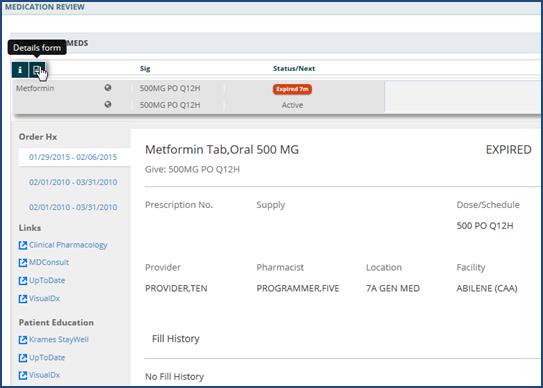 MEDICATION REVIEW
MEDS
Details form
Sig Status/Next
Metformin 500MG PO Q12H Expired 7m
500MG PO Q12H Active
Order Hx
01/29/2015 - 02/06/2015
02/01/2010 - 03/31/2010
02/01/2010 - 03/31/2010
Links
Clinical Pharmacology
MDConsult
UpToDate
VisualDx
Patient Education
Krames StayWell
UpToDate
VisualDx
Metformin Tab,Oral 500 MG EXPIRED
Give: 500MG PO Q12H
Prescription No. Supply Dose/Schedule
500 PO Q12H
Provider Pharmacist Location Facility
PROVIDER,TEN PROGRAMMER,FIVE 7A GEN MED ABILENE (CAA)
Fill History
No Fill History